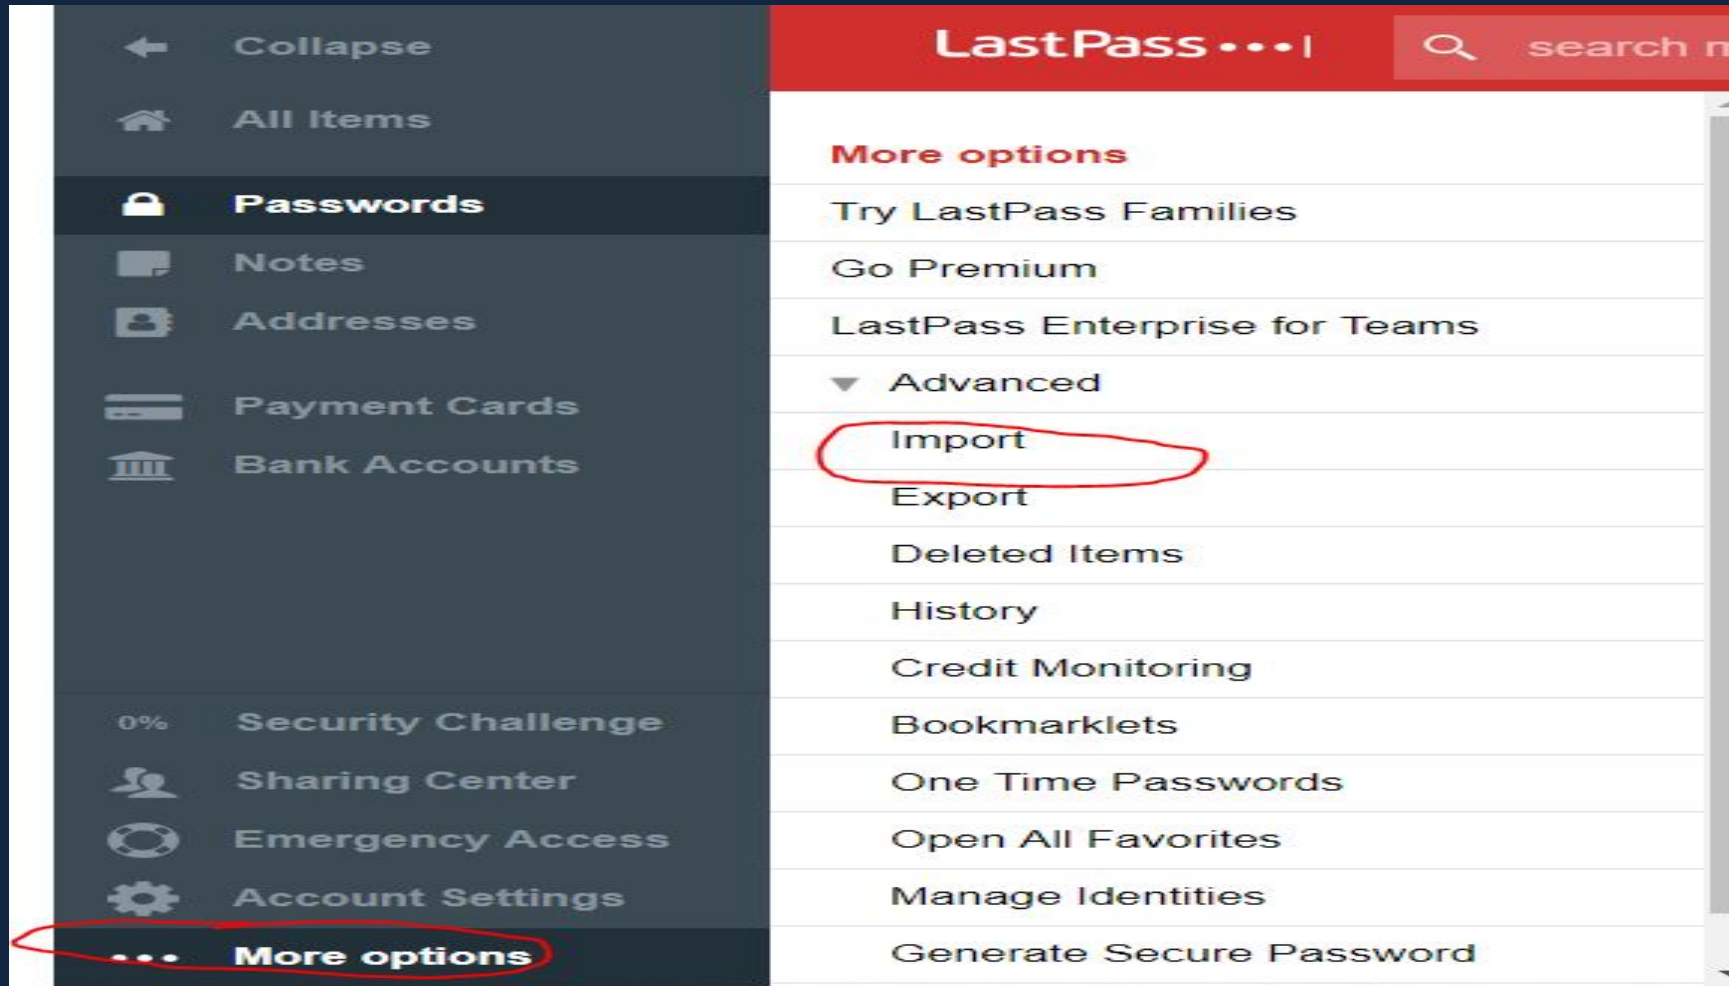 Collapse
All Items
Passwords
Notes
Addresses
Payment Cards
Bank Accounts
0% Security Challenge
Sharing Center
Emergency Access
Account Settings
More options
LastPass
search
More options
Try LastPass Families
Go Premium
LastPass Enterprise for Teams
Advanced
Import
Export
Deleted Items
History
Credit Monitoring
Bookmarklets
One Time Passwords
Open All Favorites
Manage Identities
Generate Secure Password